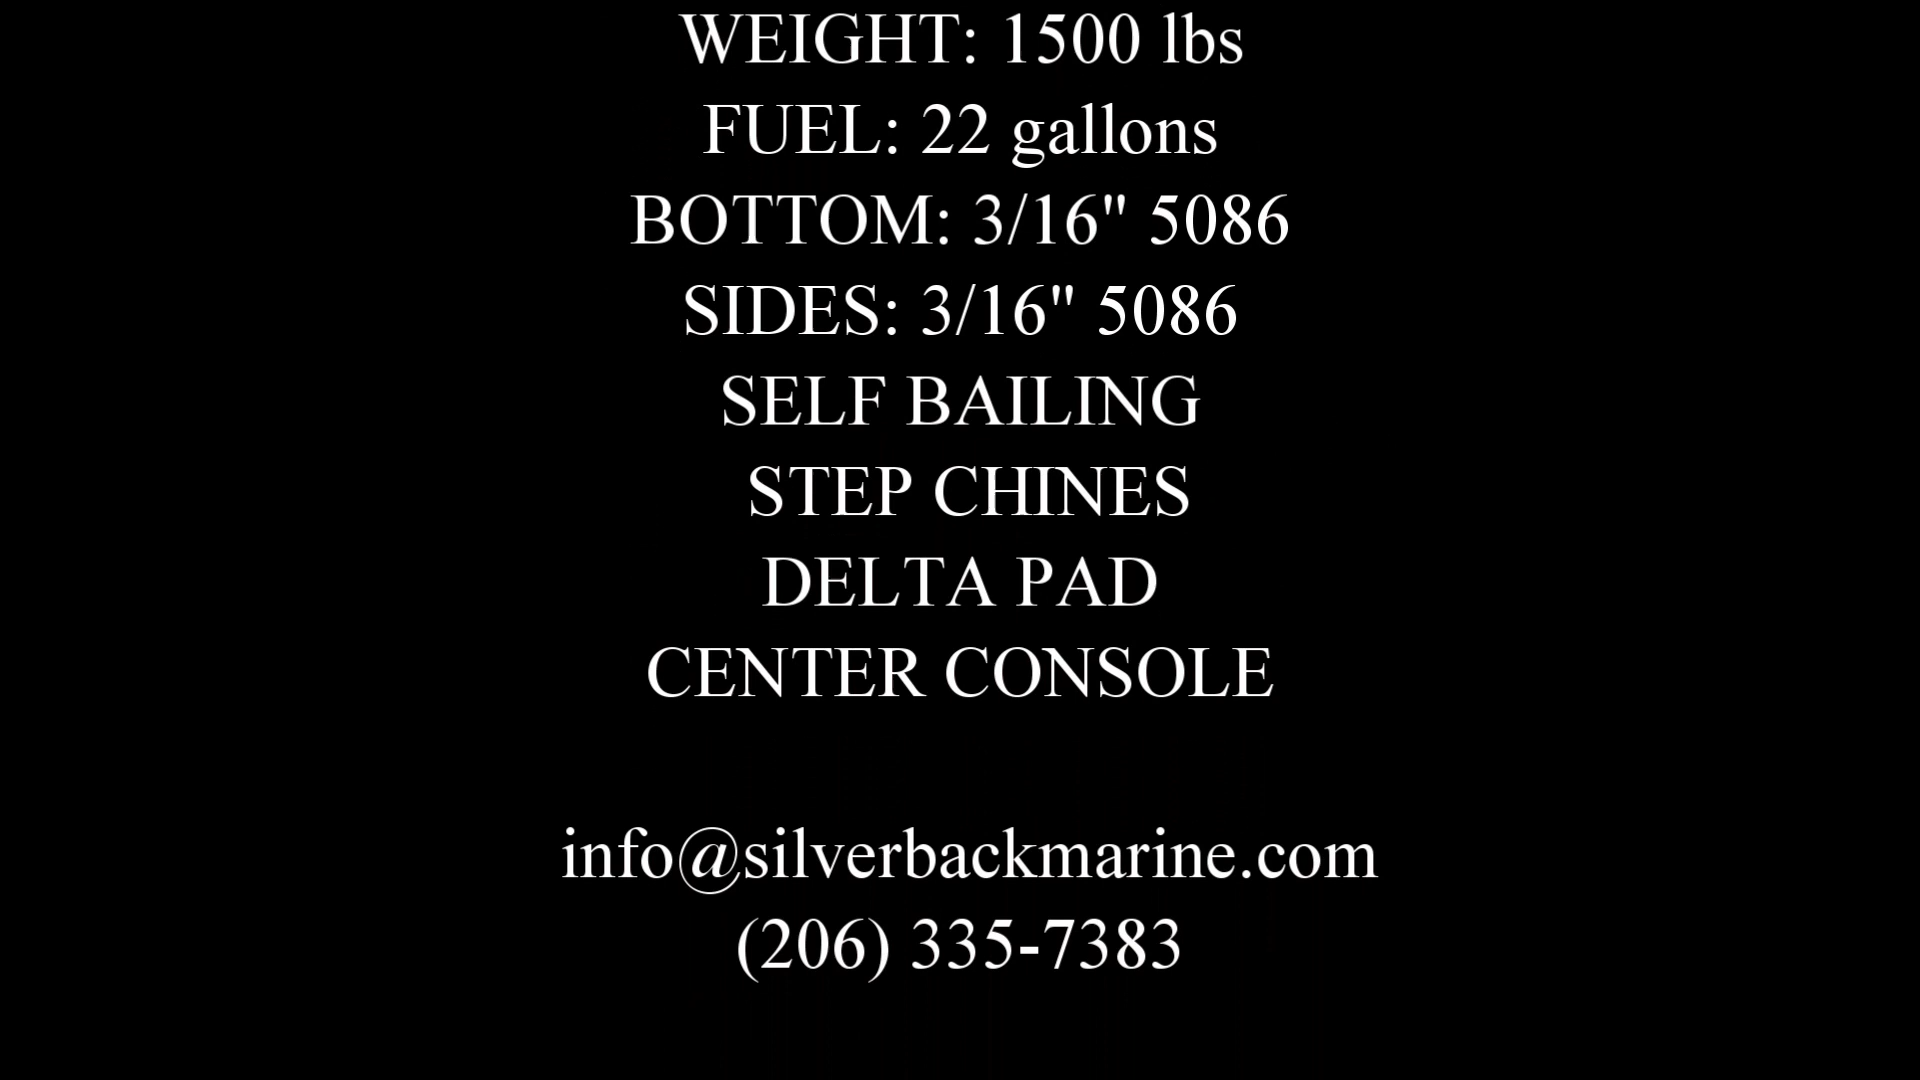 WEIGHT: 1500 lbs
FUEL: 22 gallons
BOTTOM: 3/16" 5086
SIDES: 3/16" 5086
SELF BAILING
STEP CHINES
DELTA PAD
CENTER CONSOLE
info@silverbackmarine.com
(206) 335-7383